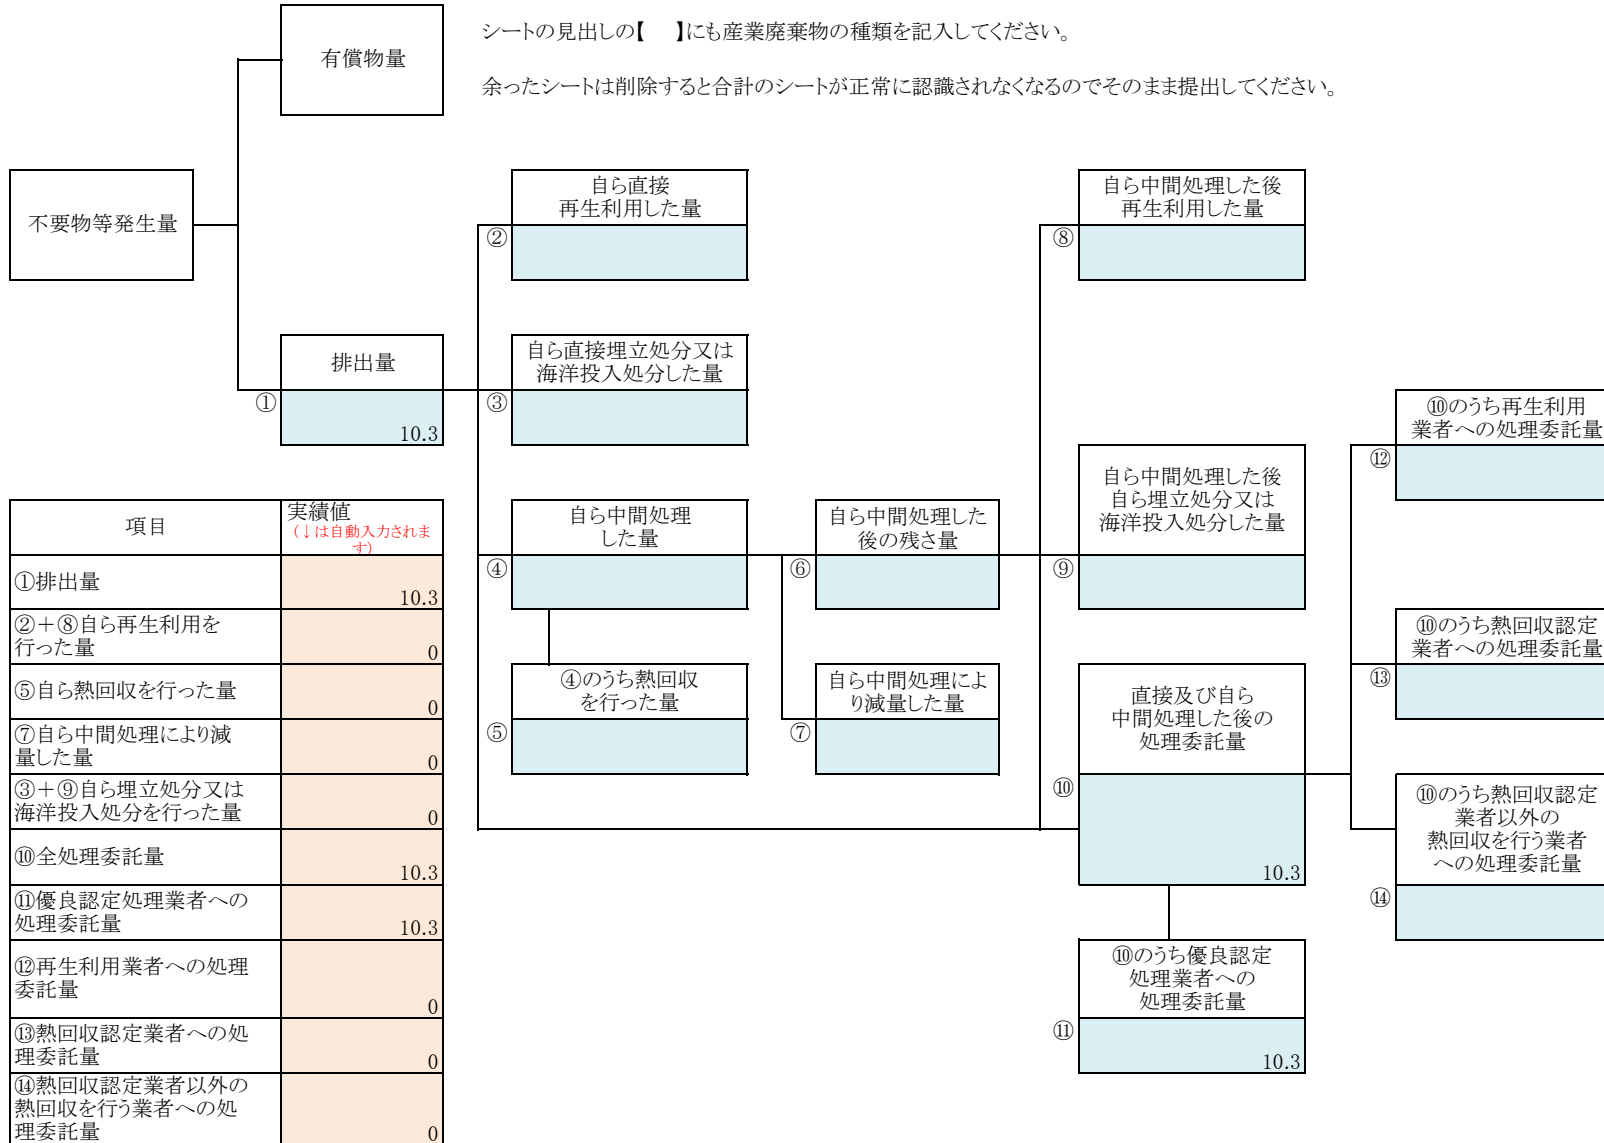 有償物量
シートの見出しの【　】にも産業廃棄物の種類を記入してください。
余ったシートは削除すると合計のシートが正常に認識されなくなるのでそのまま提出してください。
不要物等発生量
自ら直接
再生利用した量
②
自ら中間処理した後
再生利用した量
⑧
排出量
①
10.3
自ら直接埋立処分又は
海洋投入処分した量
③
⑩のうち再生利用
業者への処理委託量
⑫
自ら中間処理
した量
④
自ら中間処理した
後の残さ量
⑥
自ら中間処理した後
自ら埋立処分又は
海洋投入処分した量
⑨
④のうち熱回収
を行った量
⑤
自ら中間処理によ
り減量した量
⑦
直接及び自ら
中間処理した後の
処理委託量
⑩
10.3
⑩のうち熱回収認定
業者への処理委託量
⑬
⑩のうち熱回収認定
業者以外の
熱回収を行う業者
への処理委託量
⑭
⑩のうち優良認定
処理業者への
処理委託量
⑪
10.3
項目
実績値
(↓は自動入力されま
す)
①排出量
10.3
②+⑧自ら再生利用を
行った量
0
⑤自ら熱回収を行った量
0
⑦自ら中間処理により減
量した量
0
③+⑨自ら埋立処分又は
海洋投入処分を行った量
0
⑩全処理委託量
10.3
⑪優良認定処理業者への
処理委託量
10.3
⑫再生利用業者への処理
委託量
0
⑬熱回収認定業者への処
理委託量
0
⑭熱回収認定業者以外の
熱回収を行う業者への処
理委託量
0